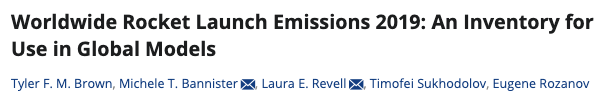 Worldwide Rocket Launch Emissions 2019: An Inventory for
Use in Global Models
Tyler F. M. Brown, Michele T. Bannister, Laura E. Revell, Timofei Sukhodolov, Eugene Rozanov